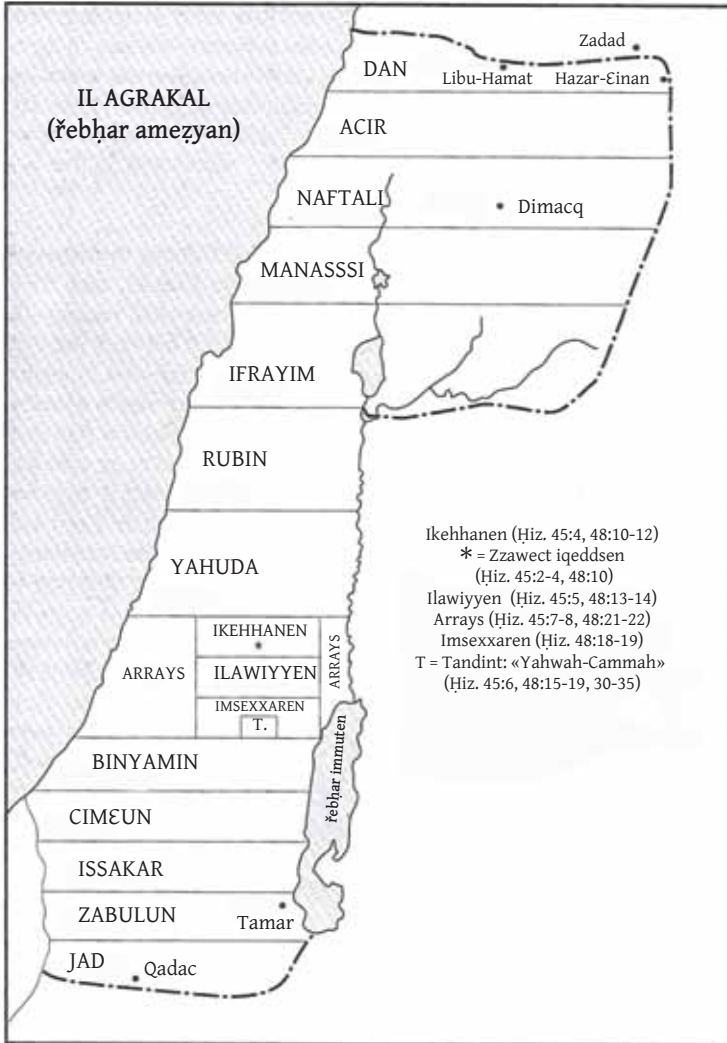 Zadad
DAN
Libu-Hamat
Hazar-Ɛinan
IL AGRAKAL
(řebḥar ameẓyan)
ACIR
NAFTALI
Dimacq
MANASSSI
IFRAYIM
RUBIN
YAHUDA
Ikehhanen (Ḥiz. 45:4, 48:10-12)
* = Zzawect iqeddsen
(Ḥiz. 45:2-4, 48:10)
Ilawiyyen (Ḥiz. 45:5, 48:13-14)
Arrays (Ḥiz. 45:7-8, 48:21-22)
Imsexxaren (Ḥiz. 48:18-19)
T = Tandint: «Yahwah-Cammah»
(Ḥiz. 45:6, 48:15-19, 30-35)
IKEHHANEN
*
ARRAYS
ILAWIYYEN
ARRAYS
IMSEXXAREN
T.
BINYAMIN
řebḥar immuten
CIMƐUN
ISSAKAR
ZABULUN
Tamar
JAD
Qadac